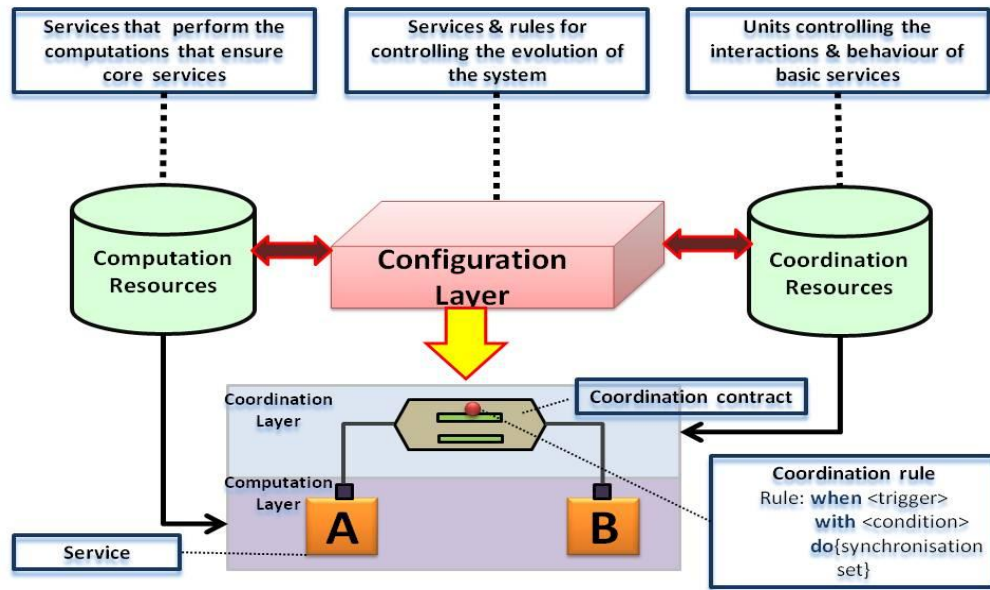 Services that perform the
computations that ensure
core services
Services & rules for
controlling the evolution of
the system
Units controlling the
interactions & behaviour of
basic services
Computation
Resources
Configuration
Layer
Coordination
Resources
Coordination
Layer
Coordination contract
Computation
Layer
A
B
Service
Coordination rule
Rule: when <trigger>
with <condition>
do{synchronisation
set}